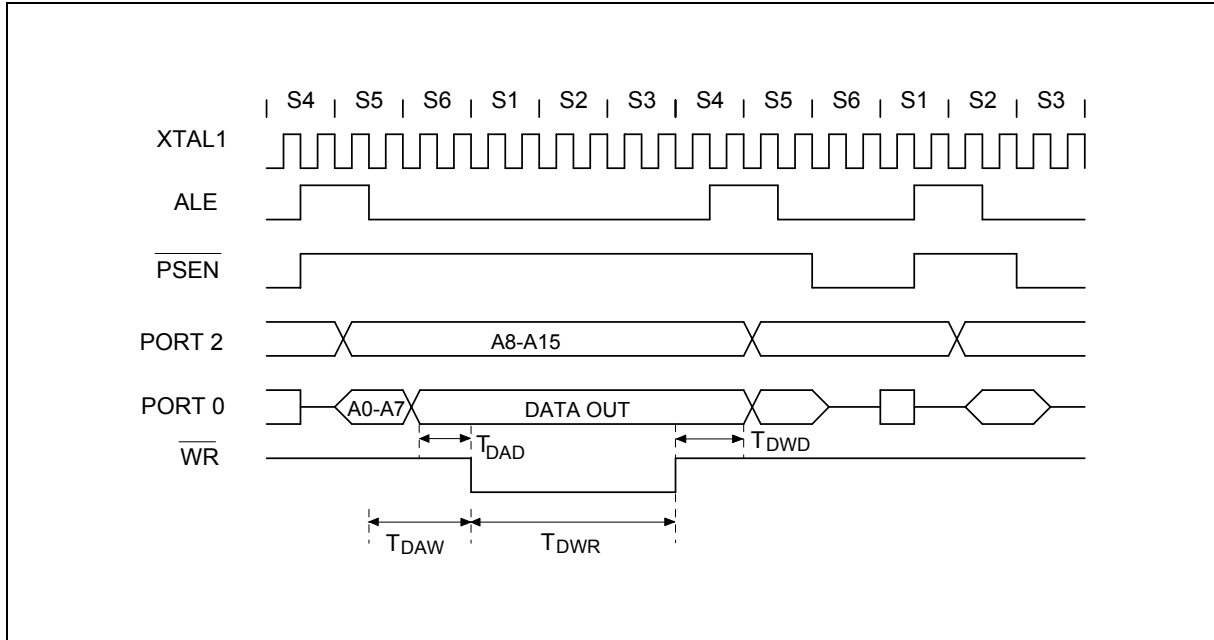 S4 S5 S6 S1 S2 S3 S4 S5 S6 S1 S2 S3
XTAL1
ALE
PSEN
PORT 2 A8-A15
PORT 0 A0-A7 DATA OUT
WR TDAD TDWD
TDAW TDWR